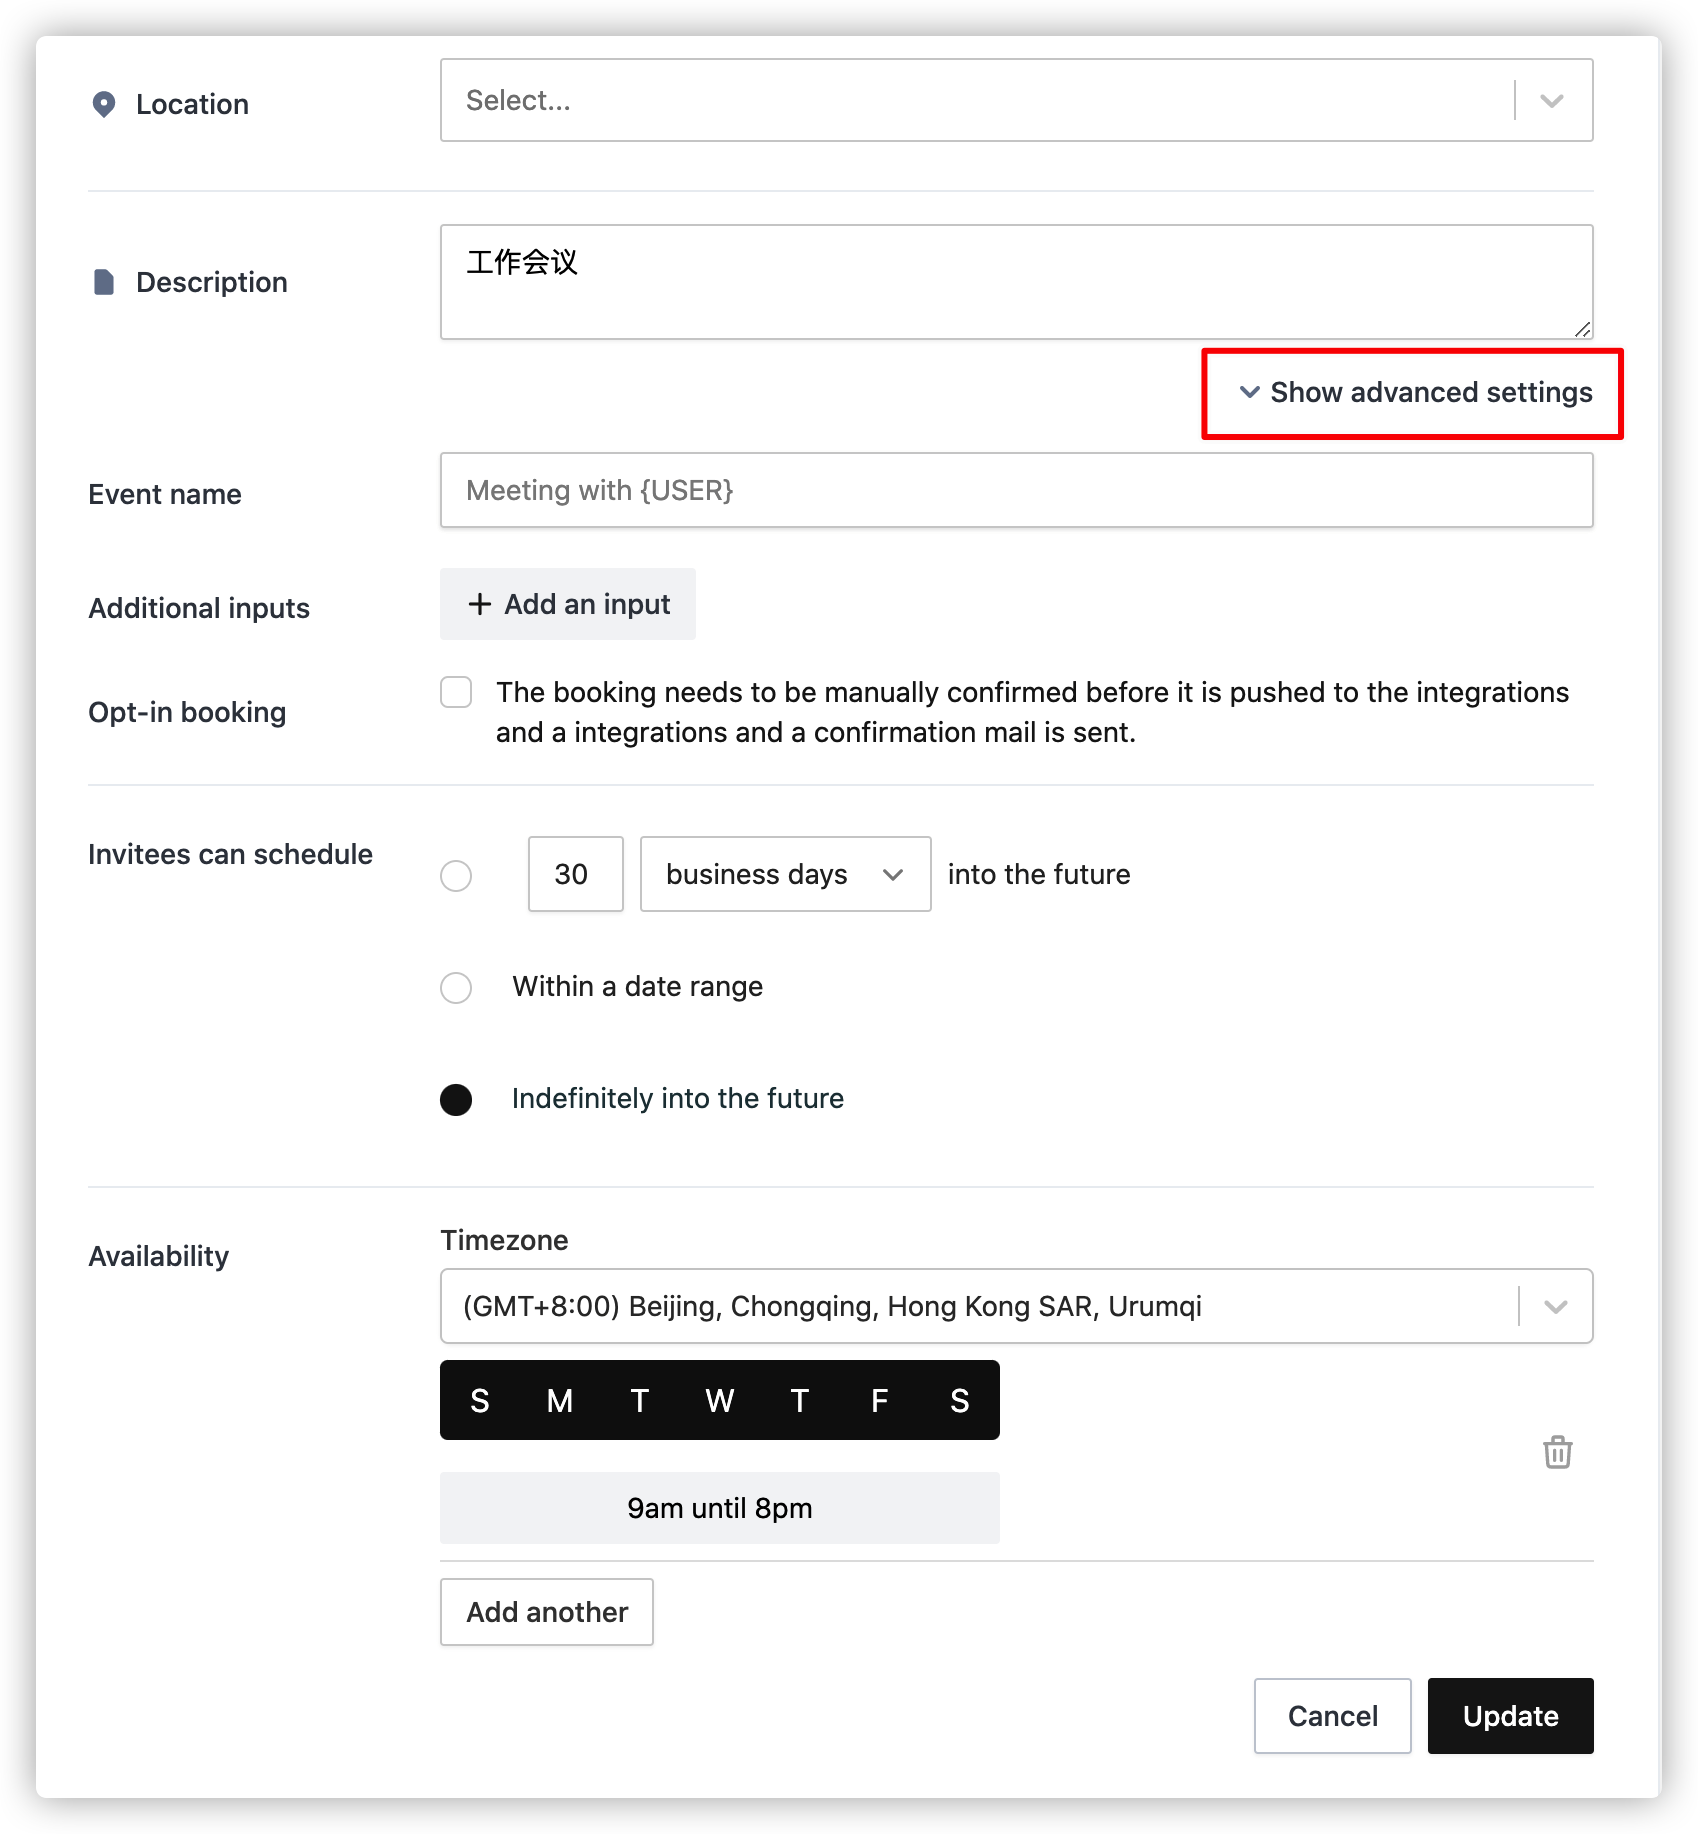 Location
Select...
Description
工作会议
Show advanced settings
Event name
Meeting with {USER}
Additional inputs
+ Add an input
Opt-in booking
The booking needs to be manually confirmed before it is pushed to the integrations
and a integrations and a confirmation mail is sent.
Invitees can schedule
30 business days into the future
Within a date range
Indefinitely into the future
Availability
Timezone
(GMT+8:00) Beijing, Chongqing, Hong Kong SAR, Urumqi
S M T W T F S
9am until 8pm
Add another
Cancel Update